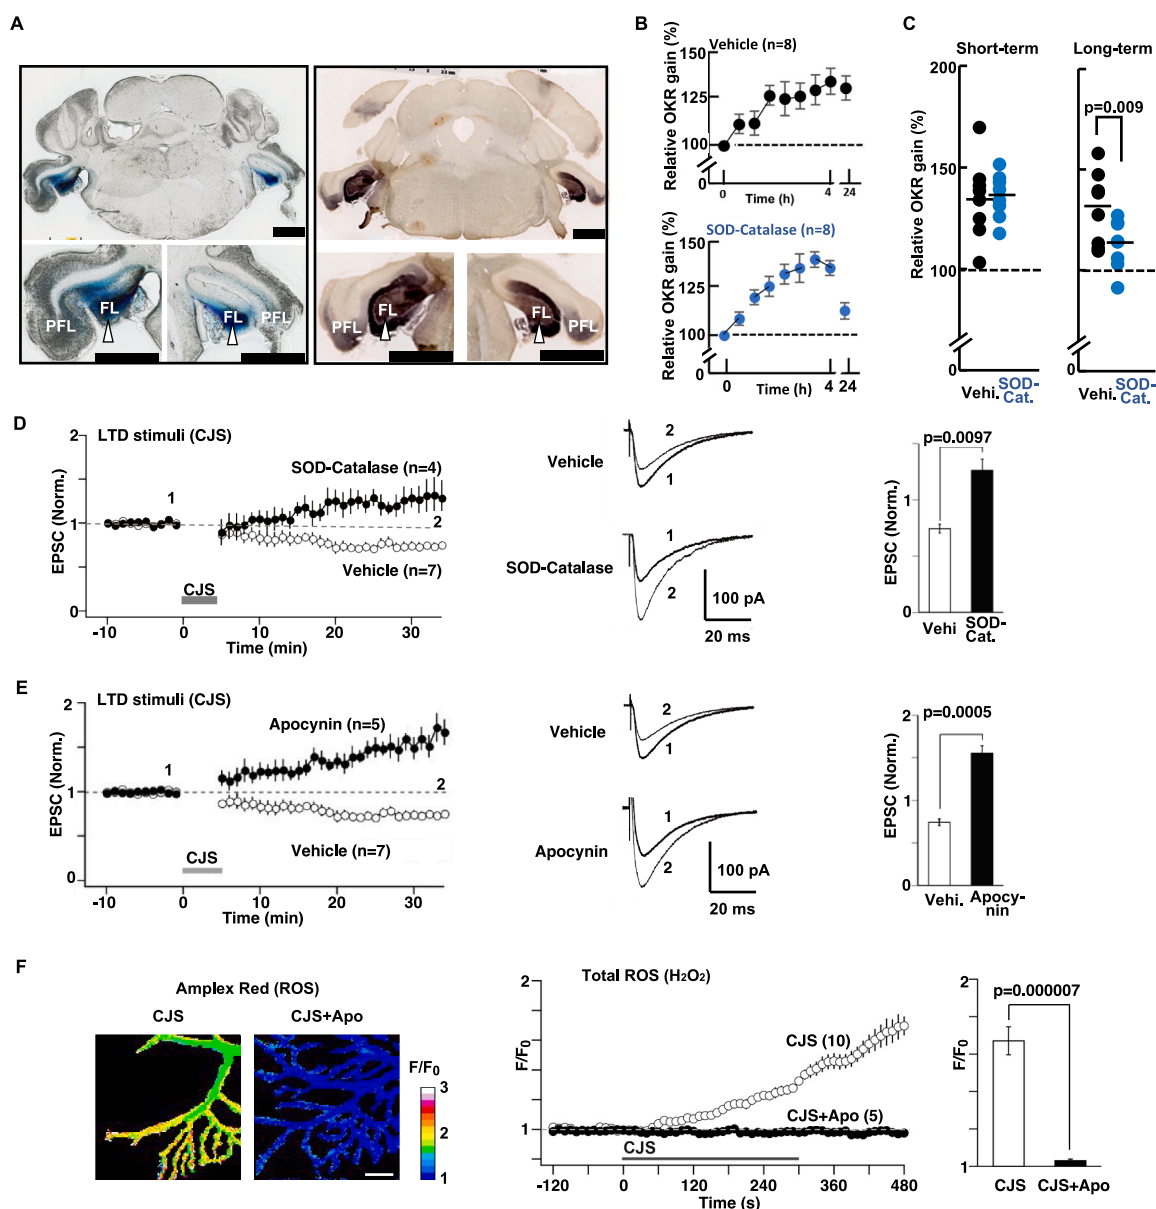 A
PFL
FL
FL
PFL
PFL
FL
FL
PFL
B
Relative OKR gain (%)
150
125
100
0
Vehicle (n=8)
0
4
24
Time (h)
SOD-Catalase (n=8)
Relative OKR gain (%)
150
125
100
0
0
4
24
Time (h)
C
Short-term
Long-term
Relative OKR gain (%)
200
150
100
0
p=0.009
0
Vehi.
SOD-
Cat.
Vehi.
SOD-
Cat.
D
LTD stimuli (CJS)
EPSC (Norm.)
2
1
0
1
SOD-Catalase (n=4)
2
Vehicle (n=7)
CJS
-10
0
10
20
30
Time (min)
Vehicle
2
1
SOD-Catalase
1
2
100 pA
20 ms
p=0.0097
EPSC (Norm.)
1
0
Vehi
SOD-
Cat.
E
LTD stimuli (CJS)
EPSC (Norm.)
2
1
0
1
Apocynin (n=5)
2
Vehicle (n=7)
CJS
-10
0
10
20
30
Time (min)
Vehicle
2
1
Apocynin
1
2
100 pA
20 ms
p=0.0005
EPSC (Norm.)
2
1
0
Vehi.
Apocy-
nin
F
Amplex Red (ROS)
CJS
CJS+Apo
F/F0
3
2
1
Total ROS (H2O2)
F/F0
2
1
CJS (10)
CJS+Apo (5)
CJS
-120
0
120
240
360
480
Time (s)
p=0.000007
F/F0
2
1
CJS
CJS+Apo